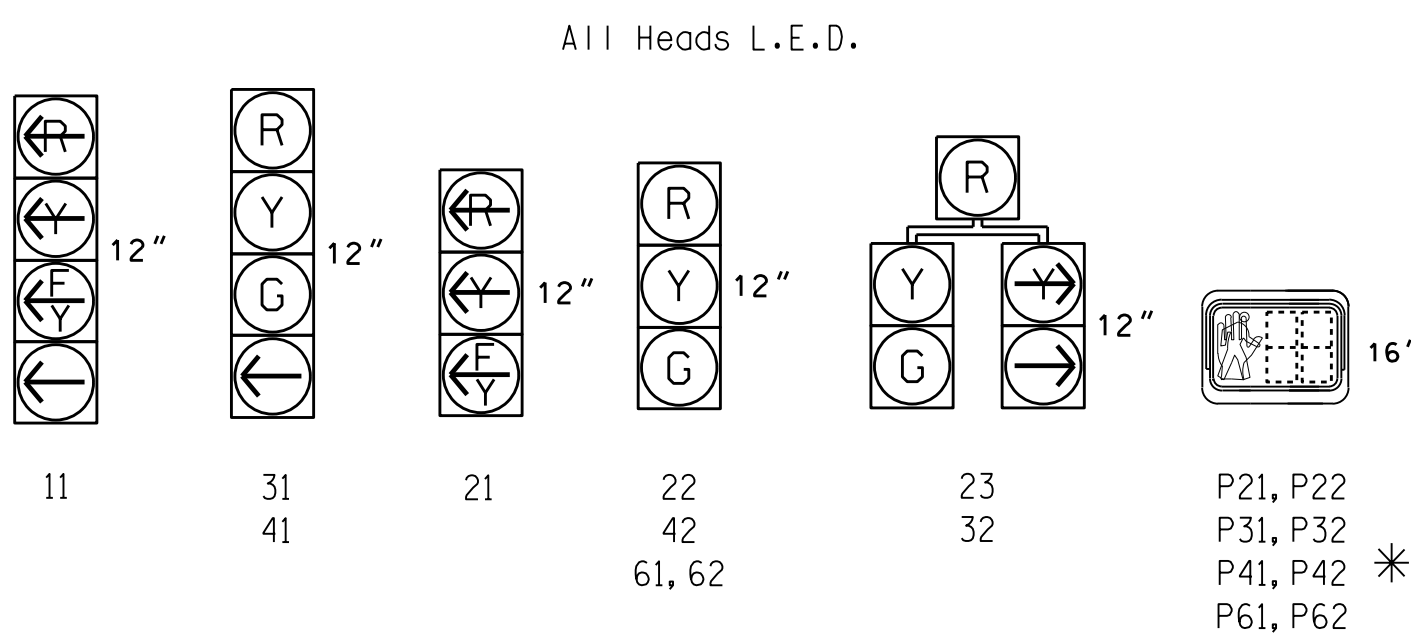 All Heads L.E.D.
R
Y
F
Y
12"
R
Y
G
12"
R
Y
F
Y
12"
R
Y
G
12"
R
Y
Y
G
12"
16'
11
31
41
21
22
42
61, 62
23
32
P21, P22
P31, P32
P41, P42
P61, P62